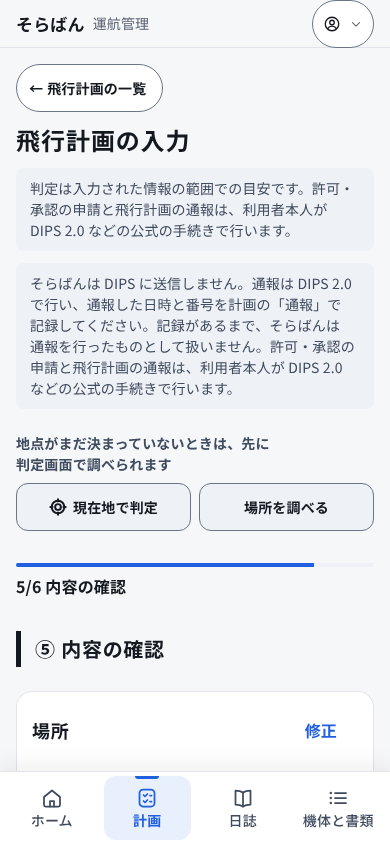 そらばん 運航管理
← 飛行計画の一覧
飛行計画の入力
判定は入力された情報の範囲での目安です。許可・
承認の申請と飛行計画の通報は、利用者本人が
DIPS 2.0 などの公式の手続きで行います。
そらばんは DIPS に送信しません。通報は DIPS 2.0
で行い、通報した日時と番号を計画の「通報」で
記録してください。記録があるまで、そらばんは
通報を行ったものとして扱いません。許可・承認の
申請と飛行計画の通報は、利用者本人が DIPS 2.0
などの公式の手続きで行います。
地点がまだ決まっていないときは、先に
判定画面で調べられます
現在地で判定 場所を調べる
5/6 内容の確認
⑤ 内容の確認
場所 修正
ホーム 計画 日誌 機体と書類